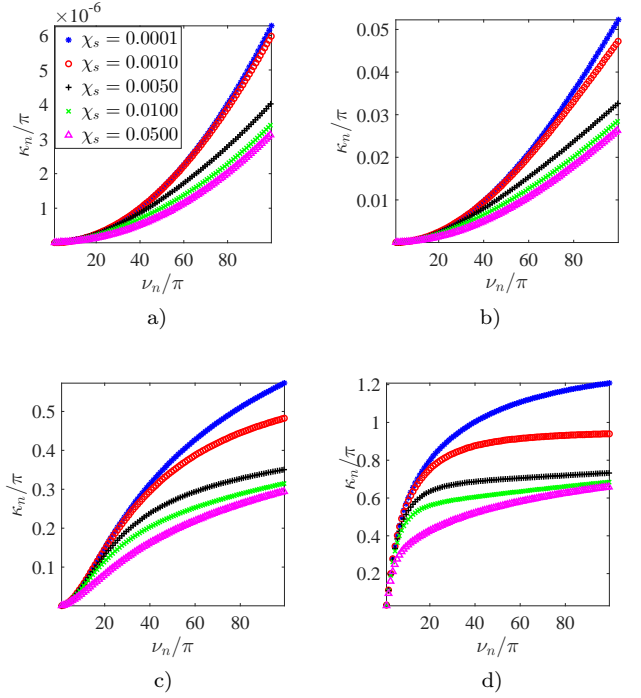 ×10⁻⁶
6
5
4
3
2
1
κₙ/π
χₛ = 0.0001
χₛ = 0.0010
χₛ = 0.0050
χₛ = 0.0100
χₛ = 0.0500
20 40 60 80
νₙ/π
a)
0.05
0.04
0.03
0.02
0.01
κₙ/π
20 40 60 80
νₙ/π
b)
0.5
0.4
0.3
0.2
0.1
κₙ/π
20 40 60 80
νₙ/π
c)
1.2
1
0.8
0.6
0.4
0.2
κₙ/π
20 40 60 80
νₙ/π
d)